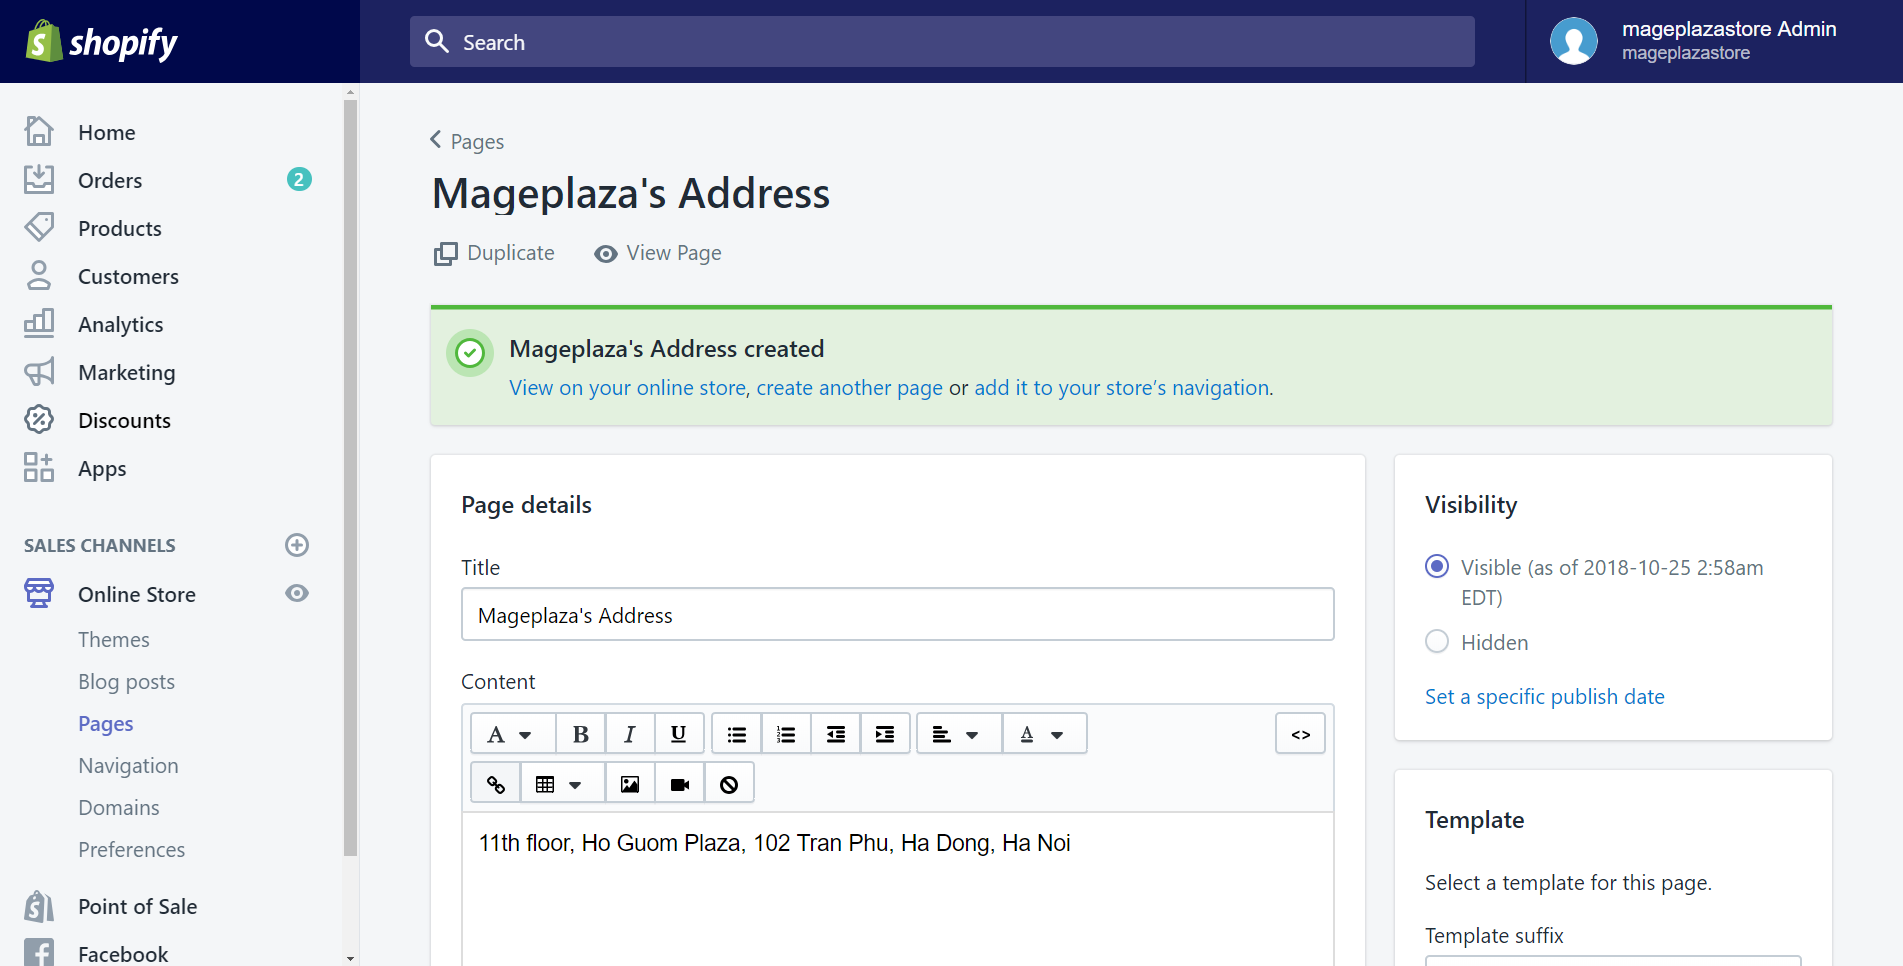 shopify
Search
mageplazastore Admin
mageplazastore
Home
Orders 2
Products
Customers
Analytics
Marketing
Discounts
Apps
SALES CHANNELS
Online Store
Themes
Blog posts
Pages
Navigation
Domains
Preferences
Point of Sale
Facebook
Pages
Mageplaza's Address
Duplicate View Page
Mageplaza's Address created
View on your online store, create another page or add it to your store’s navigation.
Page details
Title
Mageplaza's Address
Content
A B I U A <>
11th floor, Ho Guom Plaza, 102 Tran Phu, Ha Dong, Ha Noi
Visibility
Visible (as of 2018-10-25 2:58am
EDT)
Hidden
Set a specific publish date
Template
Select a template for this page.
Template suffix